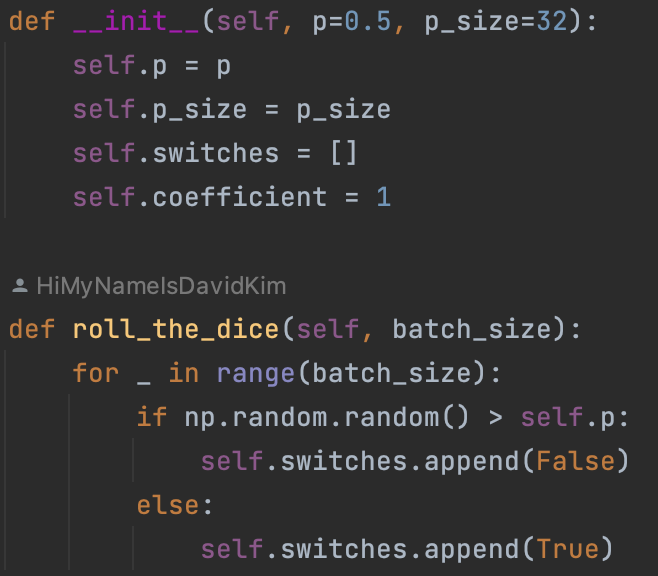 def __init__(self, p=0.5, p_size=32):
    self.p = p
    self.p_size = p_size
    self.switches = []
    self.coefficient = 1
HiMyNameIsDavidKim
def roll_the_dice(self, batch_size):
    for _ in range(batch_size):
        if np.random.random() > self.p:
            self.switches.append(False)
        else:
            self.switches.append(True)